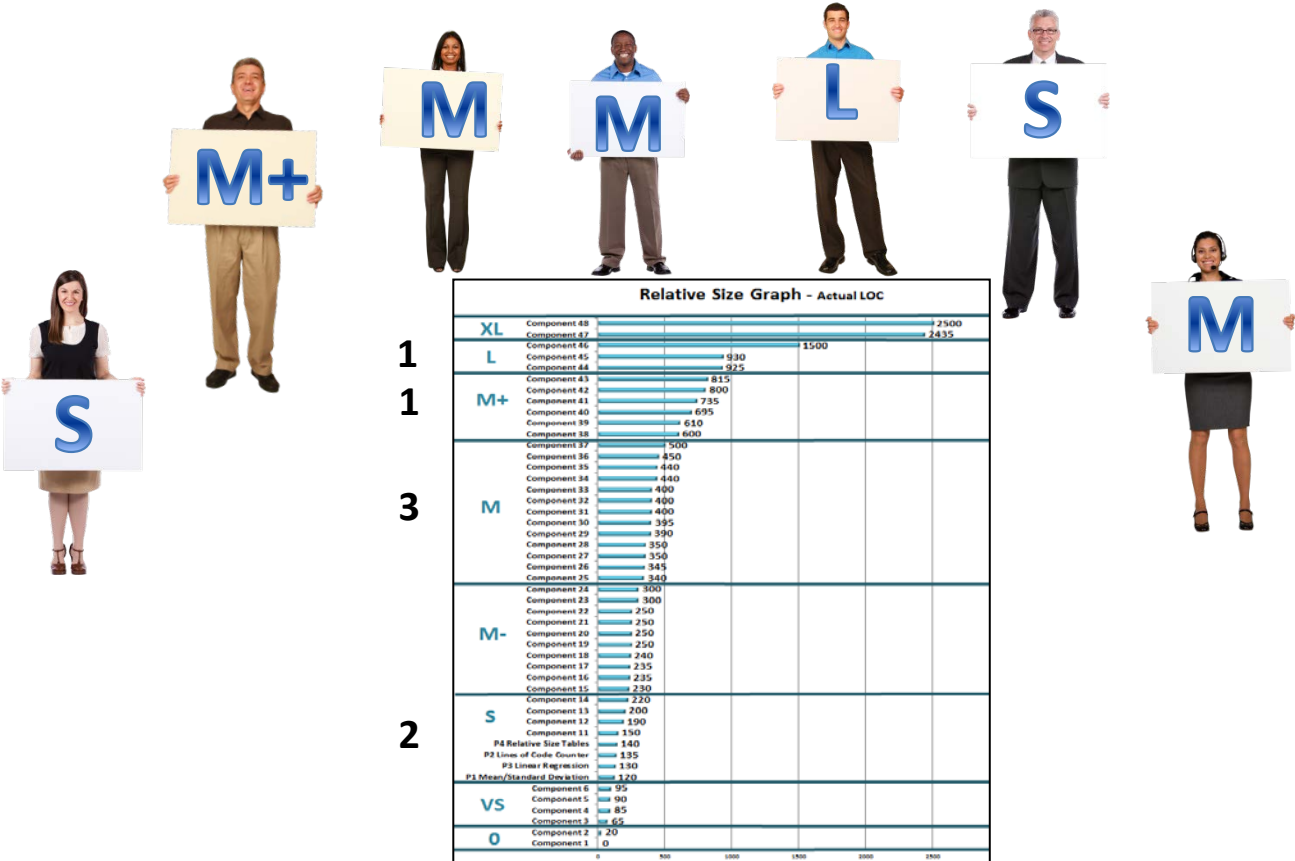 M
M
L
S
M+
M
S
Relative Size Graph - Actual LOC
XL
Component 48 2500
Component 47 2435
1
L
Component 46 1500
Component 45 930
Component 44 925
1
M+
Component 43 815
Component 42 800
Component 41 735
Component 40 695
Component 39 610
Component 38 600
3
M
Component 37 500
Component 36 450
Component 35 440
Component 34 440
Component 33 400
Component 32 400
Component 31 400
Component 30 395
Component 29 390
Component 28 350
Component 27 350
Component 26 345
Component 25 340
M-
Component 24 300
Component 23 300
Component 22 250
Component 21 250
Component 20 250
Component 19 250
Component 18 240
Component 17 235
Component 16 235
Component 15 230
2
S
Component 14 220
Component 13 200
Component 12 190
Component 11 150
P4 Relative Size Tables 140
P2 Lines of Code Counter 135
P3 Linear Regression 130
P1 Mean/Standard Deviation 120
VS
Component 6 95
Component 5 90
Component 4 85
Component 3 65
0
Component 2 20
Component 1 0
0 500 1000 1500 2000 2500